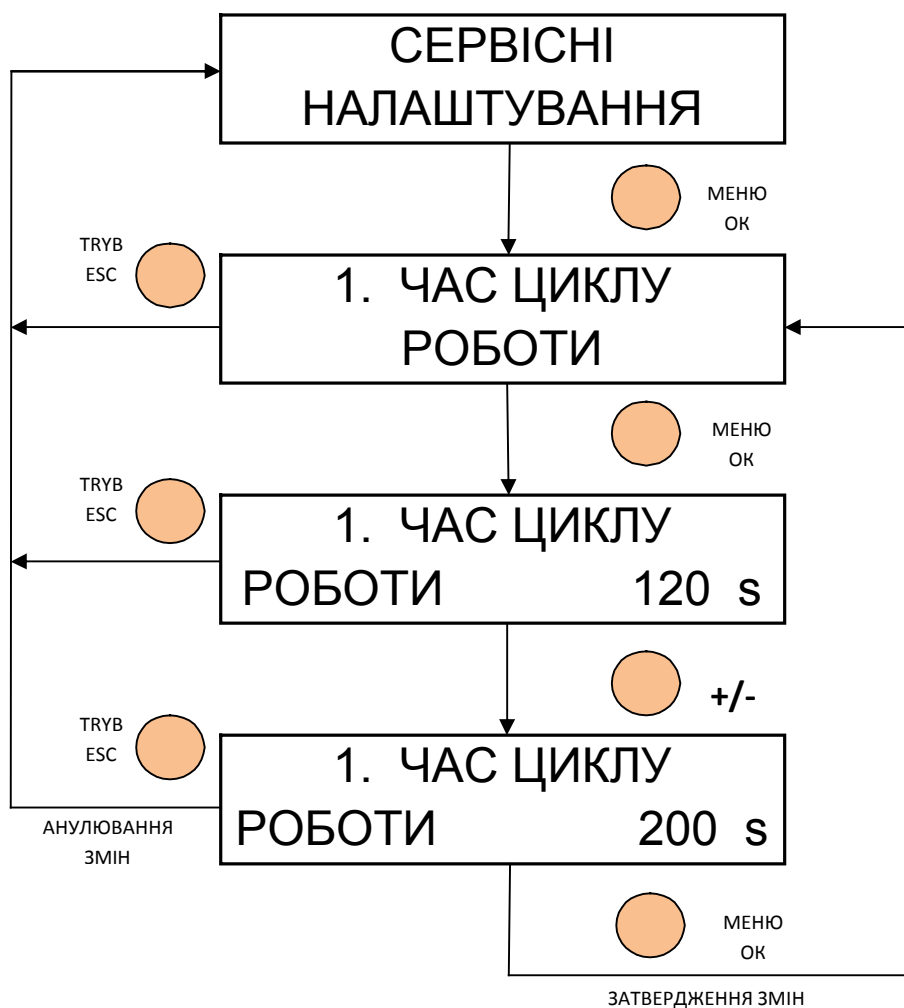 СЕРВІСНІ
НАЛАШТУВАННЯ
МЕНЮ
ОК
TRYB
ESC
1. ЧАС ЦИКЛУ
РОБОТИ
МЕНЮ
ОК
TRYB
ESC
1. ЧАС ЦИКЛУ
РОБОТИ 120 s
+/-
TRYB
ESC
1. ЧАС ЦИКЛУ
РОБОТИ 200 s
АНУЛЮВАННЯ
ЗМІН
МЕНЮ
ОК
ЗАТВЕРДЖЕННЯ ЗМІН